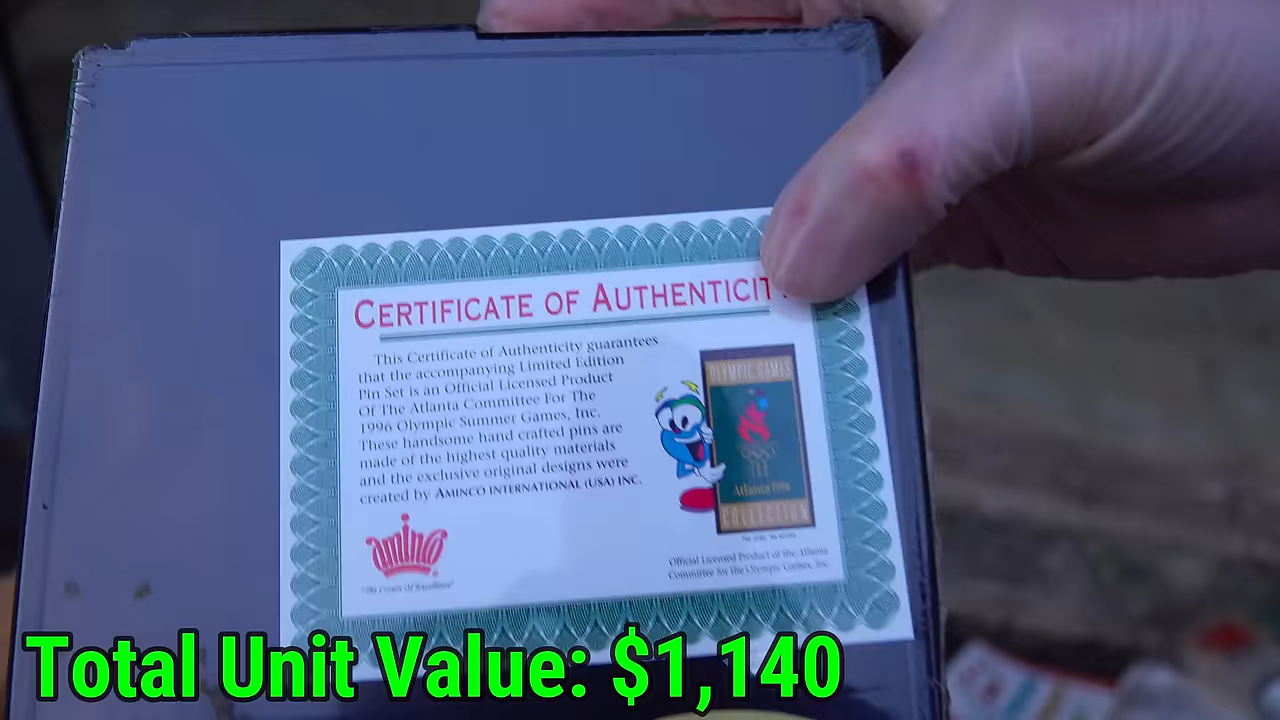 CERTIFICATE OF AUTHENTICIT
This Certificate of Authenticity guarantees
that the accompanying Limited Edition
Pin Set is an Official Licensed Product
Of The Atlanta Committee For The
1996 Olympic Summer Games, Inc.
These handsome hand crafted pins are
made of the highest quality materials
and the exclusive original designs were
created by AMINCO INTERNATIONAL (USA) INC.
OLYMPIC GAMES
Atlanta 1996
COLLECTION
aminco
"The Crown Of Excellence"
Official Licensed Product of the Atlanta
Committee for the Olympic Games, Inc.
Total Unit Value: $1,140